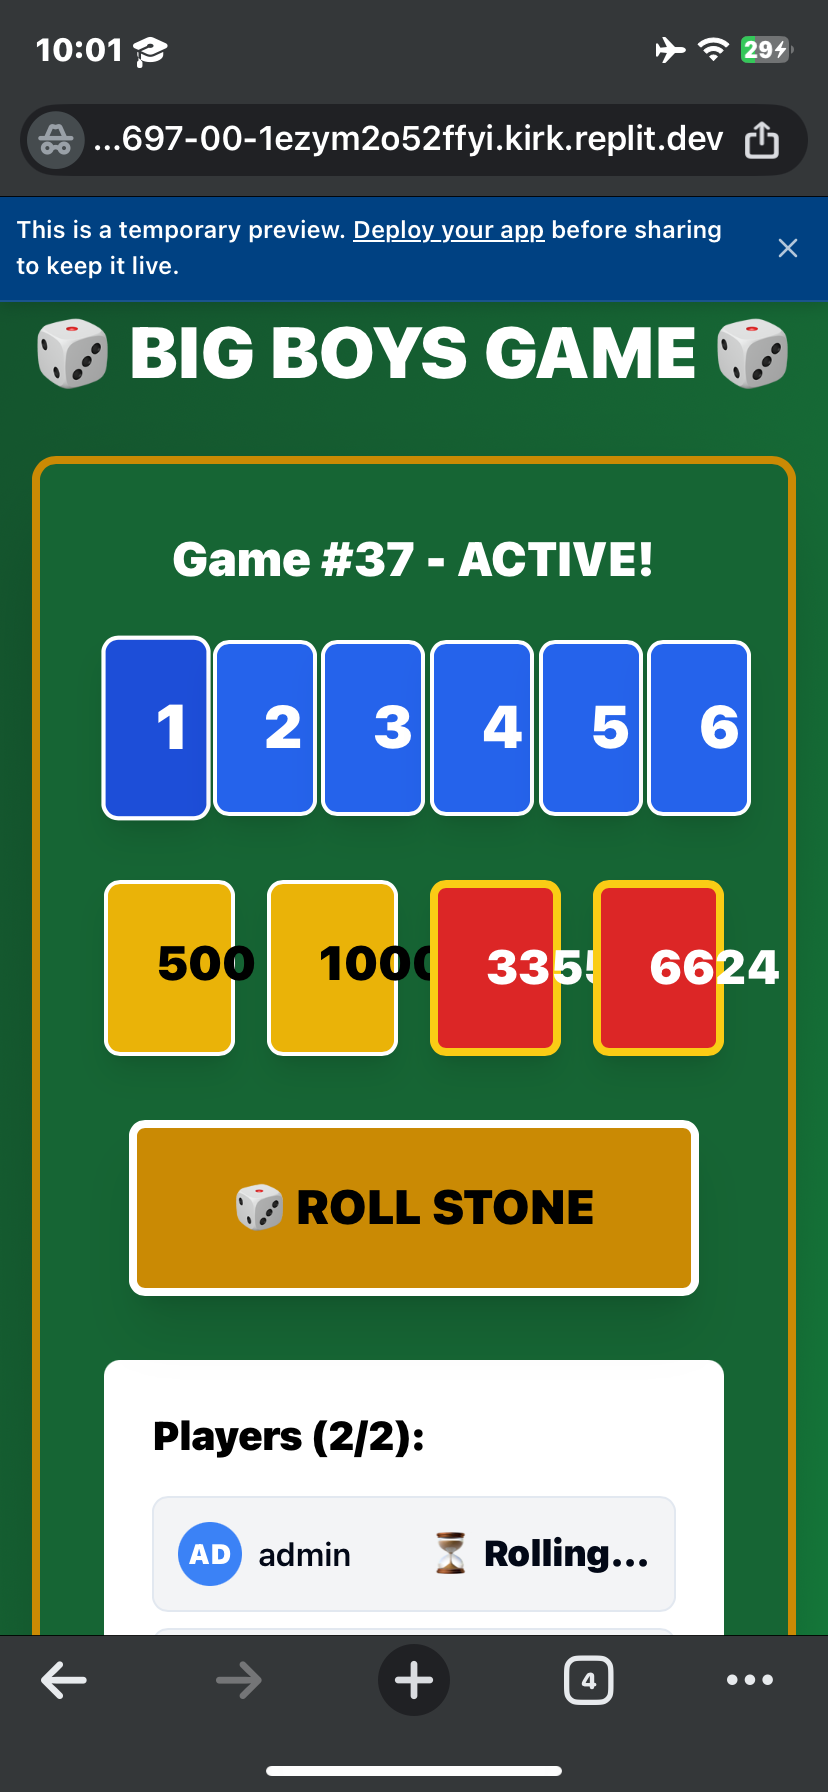 10:01
29
...697-00-1ezym2o52ffyi.kirk.replit.dev
This is a temporary preview. Deploy your app before sharing
to keep it live.
BIG BOYS GAME
Game #37 - ACTIVE!
1 2 3 4 5 6
500 1000 3355 6624
ROLL STONE
Players (2/2):
AD admin Rolling...
4